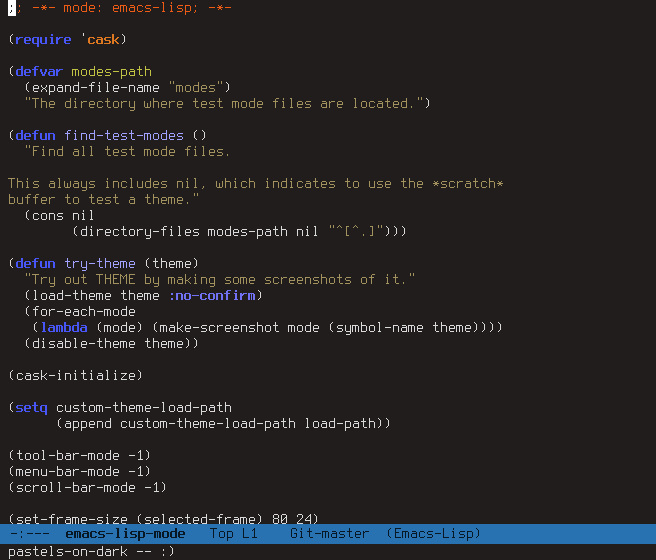 ;; -*- mode: emacs-lisp; -*-

(require 'cask)

(defvar modes-path
  (expand-file-name "modes")
  "The directory where test mode files are located.")

(defun find-test-modes ()
  "Find all test mode files.

This always includes nil, which indicates to use the *scratch*
buffer to test a theme."
  (cons nil
        (directory-files modes-path nil "^[^.]")))

(defun try-theme (theme)
  "Try out THEME by making some screenshots of it."
  (load-theme theme :no-confirm)
  (for-each-mode
   (lambda (mode) (make-screenshot mode (symbol-name theme))))
  (disable-theme theme))

(cask-initialize)

(setq custom-theme-load-path
      (append custom-theme-load-path load-path))

(tool-bar-mode -1)
(menu-bar-mode -1)
(scroll-bar-mode -1)

(set-frame-size (selected-frame) 80 24)
-:---  emacs-lisp-mode   Top L1    Git-master  (Emacs-Lisp)
pastels-on-dark -- :)